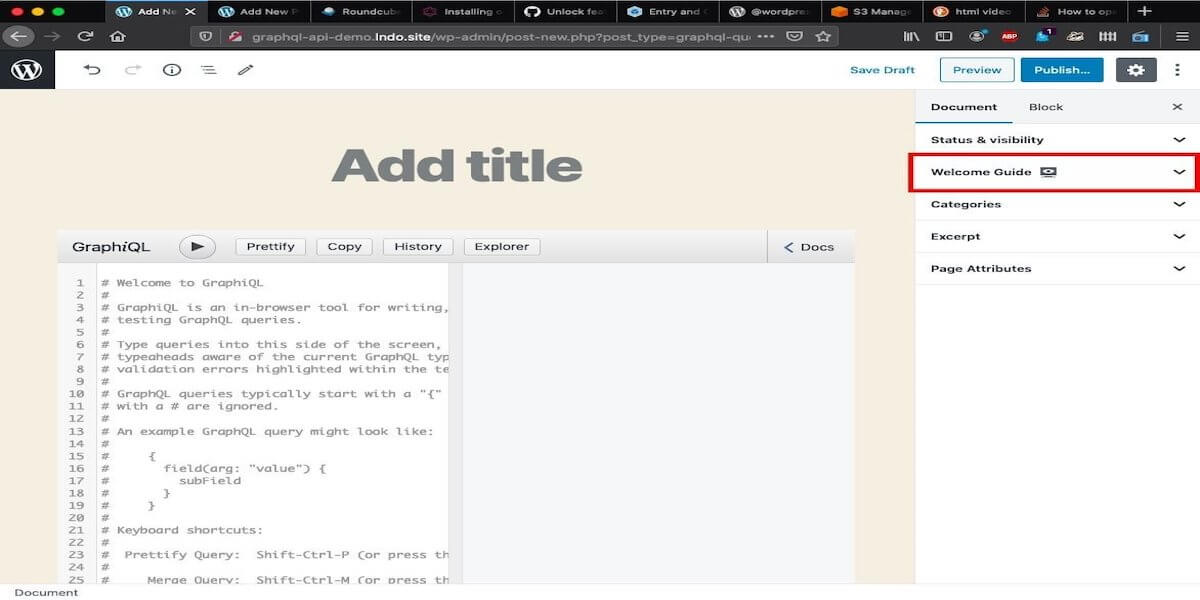 Add Ne
Add New P
Roundcube
Installing c
Unlock fea
Entry and
@wordpre
S3 Manag
html video
How to op
graphql-api-demo.lndo.site/wp-admin/post-new.php?post_type=graphql-qu
ABP
1
Save Draft
Preview
Publish...
Document
Block
Status & visibility
Welcome Guide
Categories
Excerpt
Page Attributes
Add title
GraphiQL
Prettify
Copy
History
Explorer
Docs
1 # Welcome to GraphiQL
2 #
3 # GraphiQL is an in-browser tool for writing,
4 # testing GraphQL queries.
5 #
6 # Type queries into this side of the screen,
7 # typeaheads aware of the current GraphQL typ
8 # validation errors highlighted within the te
9 #
10 # GraphQL queries typically start with a "{"
11 # with a # are ignored.
12 #
13 # An example GraphQL query might look like:
14 #
15 #     {
16 #       field(arg: "value") {
17 #         subField
18 #       }
19 #     }
20 #
21 # Keyboard shortcuts:
22 #
23 #  Prettify Query:  Shift-Ctrl-P (or press th
24 #
25 #     Merge Query:  Shift-Ctrl-M (or press th
Document